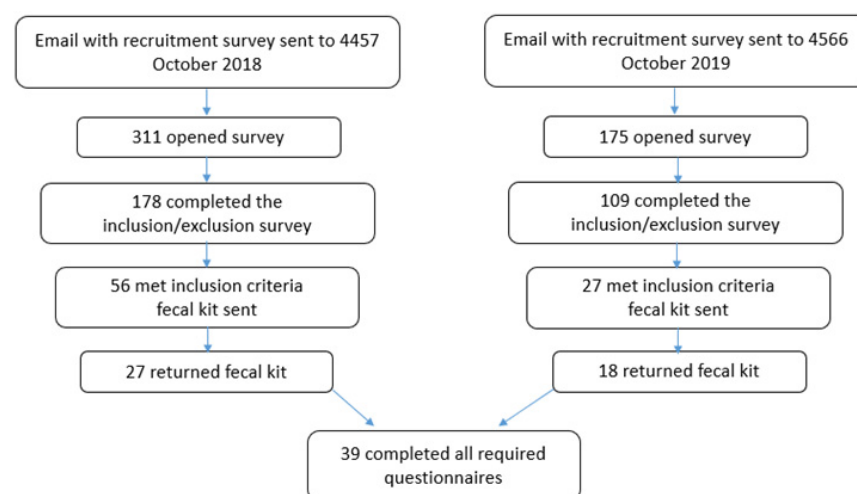 Email with recruitment survey sent to 4457
October 2018
311 opened survey
178 completed the
inclusion/exclusion survey
56 met inclusion criteria
fecal kit sent
27 returned fecal kit
Email with recruitment survey sent to 4566
October 2019
175 opened survey
109 completed the
inclusion/exclusion survey
27 met inclusion criteria
fecal kit sent
18 returned fecal kit
39 completed all required
questionnaires